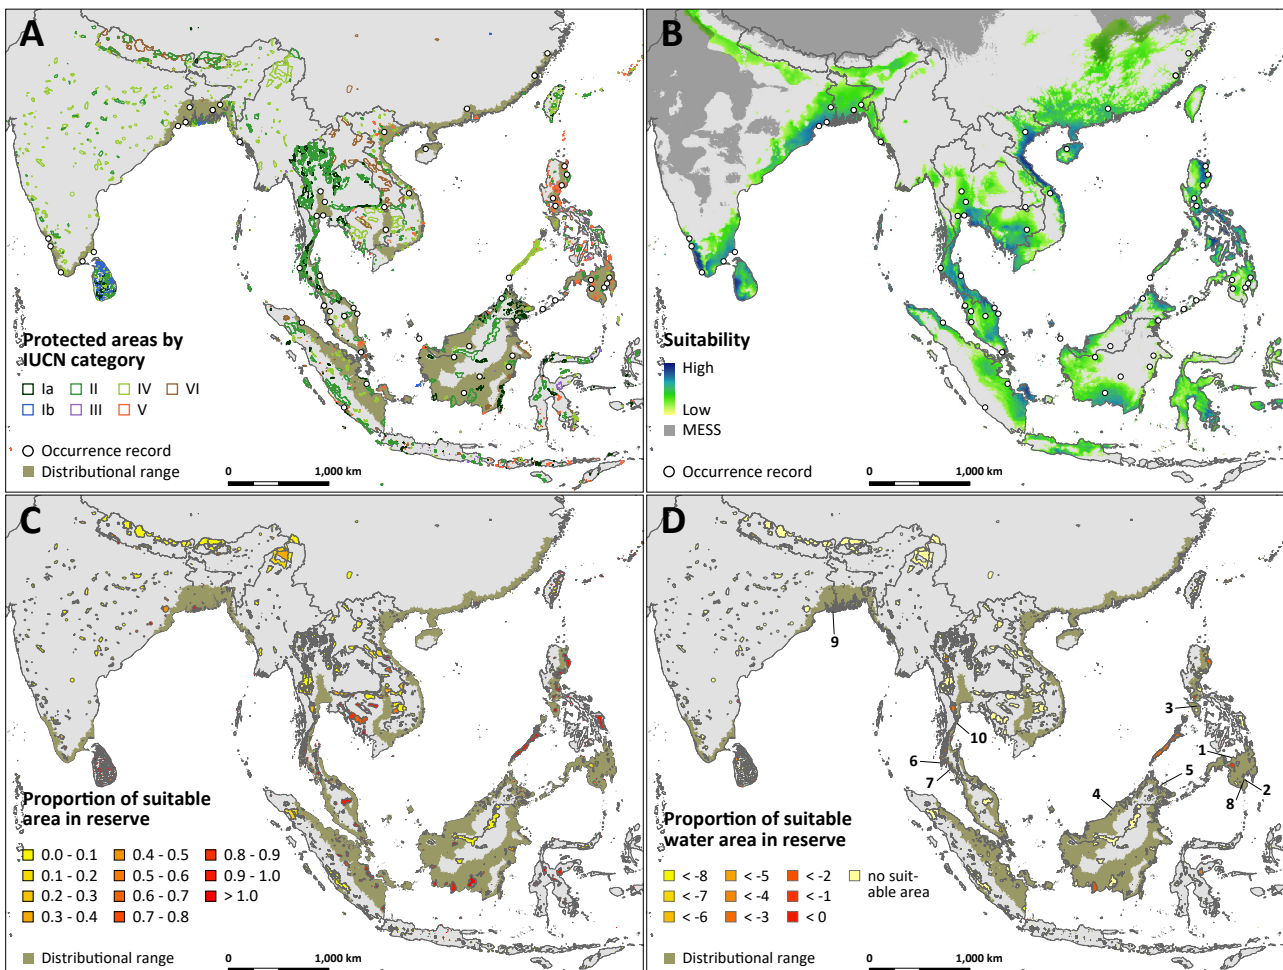 A
Protected areas by
IUCN category
Ia II IV VI
Ib III V
Occurrence record
Distributional range
0 1,000 km
B
Suitability
High
Low
MESS
Occurrence record
0 1,000 km
C
Proportion of suitable
area in reserve
0.0 - 0.1 0.4 - 0.5 0.8 - 0.9
0.1 - 0.2 0.5 - 0.6 0.9 - 1.0
0.2 - 0.3 0.6 - 0.7 > 1.0
0.3 - 0.4 0.7 - 0.8
Distributional range
0 1,000 km
D
9
3
10
1
6
5
7
2
4
8
Proportion of suitable
water area in reserve
< -8 < -5 < -2 no suit-
able area
< -7 < -4 < -1
< -6 < -3 < 0
Distributional range
0 1,000 km